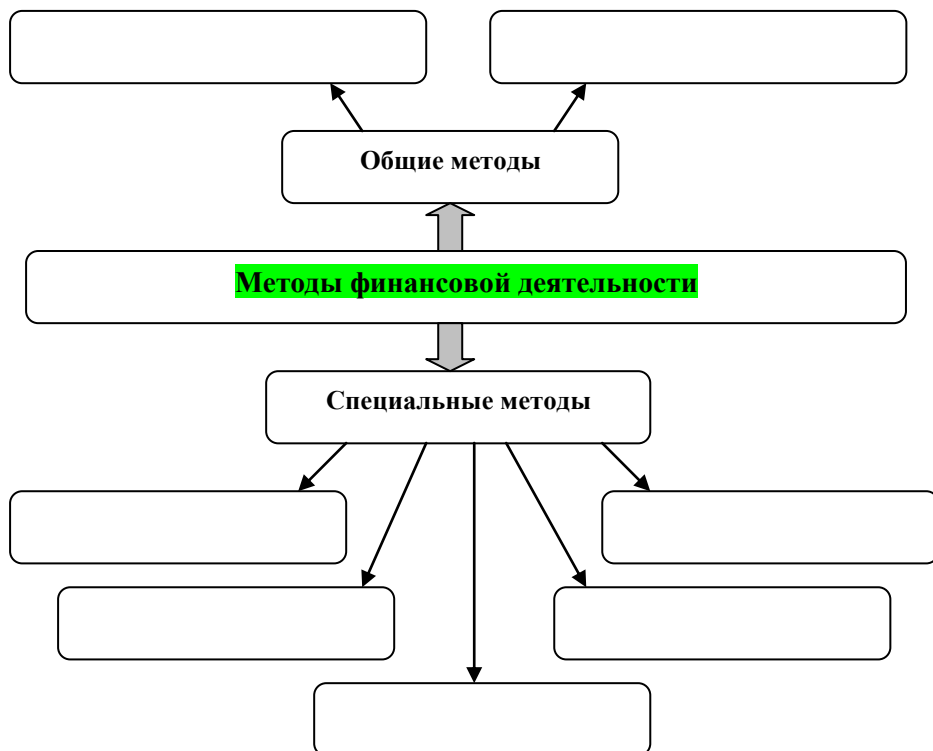 Общие методы
Методы финансовой деятельности
Специальные методы